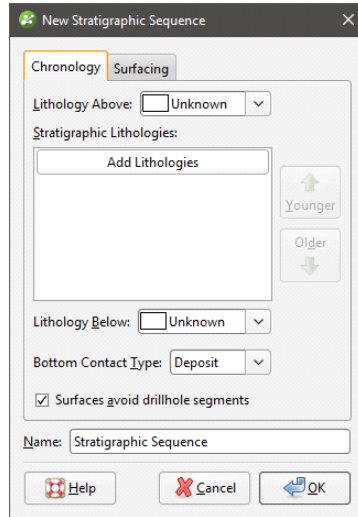 New Stratigraphic Sequence
Chronology Surfacing
Lithology Above: Unknown
Stratigraphic Lithologies:
Add Lithologies
Younger
Older
Lithology Below: Unknown
Bottom Contact Type: Deposit
Surfaces avoid drillhole segments
Name: Stratigraphic Sequence
Help Cancel OK